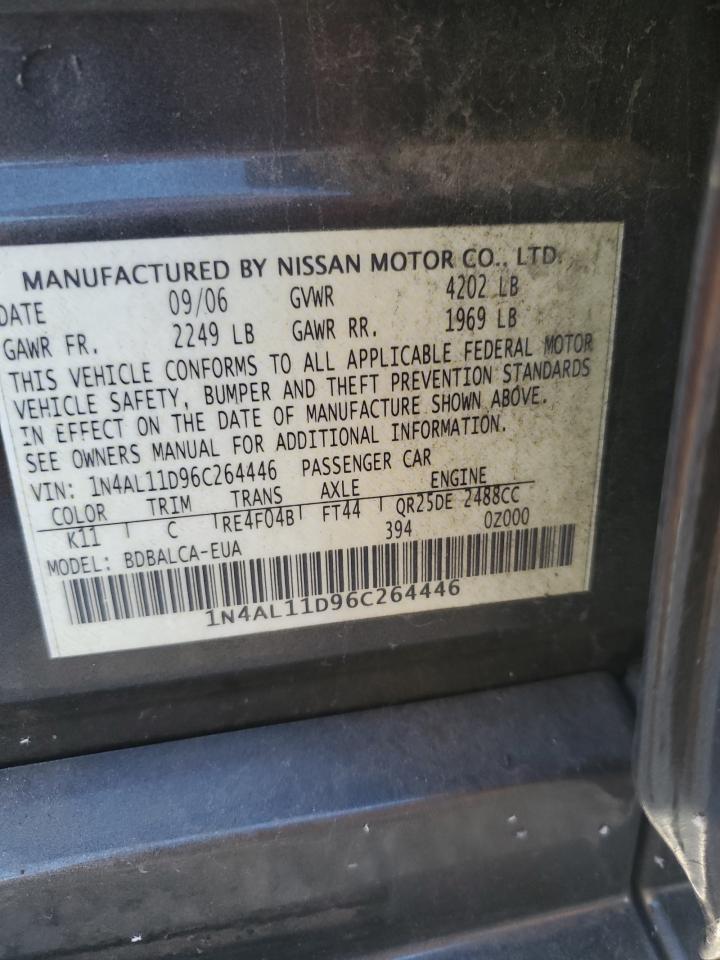 MANUFACTURED BY NISSAN MOTOR CO., LTD.
DATE 09/06 GVWR 4202 LB
GAWR FR. 2249 LB GAWR RR. 1969 LB
THIS VEHICLE CONFORMS TO ALL APPLICABLE FEDERAL MOTOR
VEHICLE SAFETY, BUMPER AND THEFT PREVENTION STANDARDS
IN EFFECT ON THE DATE OF MANUFACTURE SHOWN ABOVE.
SEE OWNERS MANUAL FOR ADDITIONAL INFORMATION.
VIN: 1N4AL11D96C264446 PASSENGER CAR
COLOR TRIM TRANS AXLE ENGINE
K11 C RE4F04B FT44 QR25DE 2488CC
MODEL: BDBALCA-EUA 394 0Z000
1N4AL11D96C264446